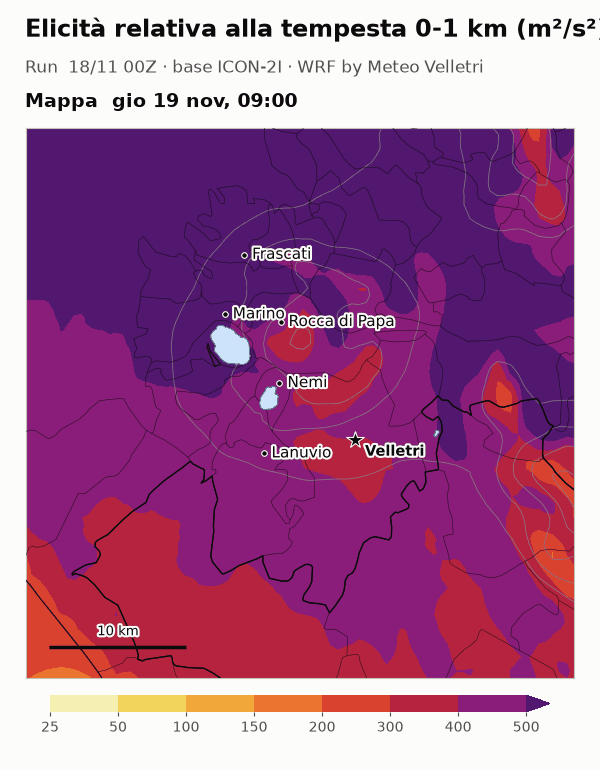 Elicità relativa alla tempesta 0-1 km (m²/s²)
Run  18/11 00Z · base ICON-2I · WRF by Meteo Velletri
Mappa  gio 19 nov, 09:00
Frascati
Marino
Rocca di Papa
Nemi
Velletri
Lanuvio
10 km
25 50 100 150 200 300 400 500